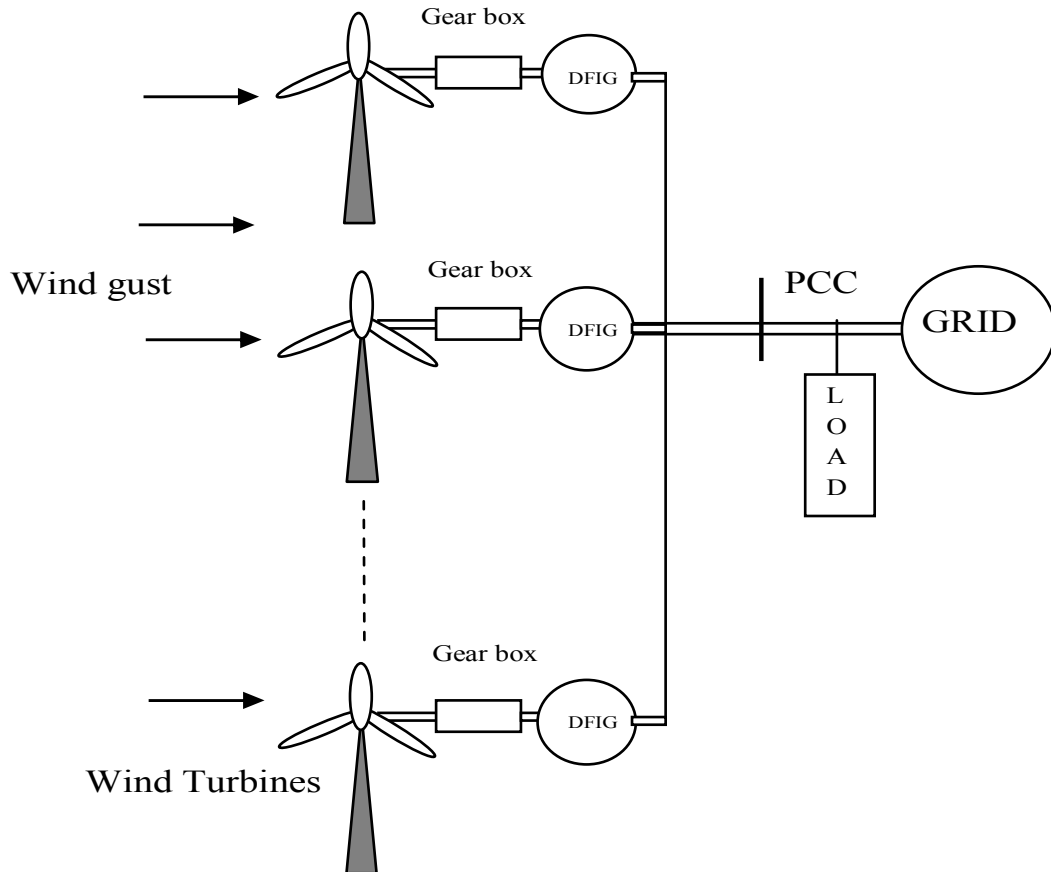 Gear box
DFIG
Wind gust
Gear box
DFIG
PCC
GRID
L
O
A
D
Gear box
DFIG
Wind Turbines